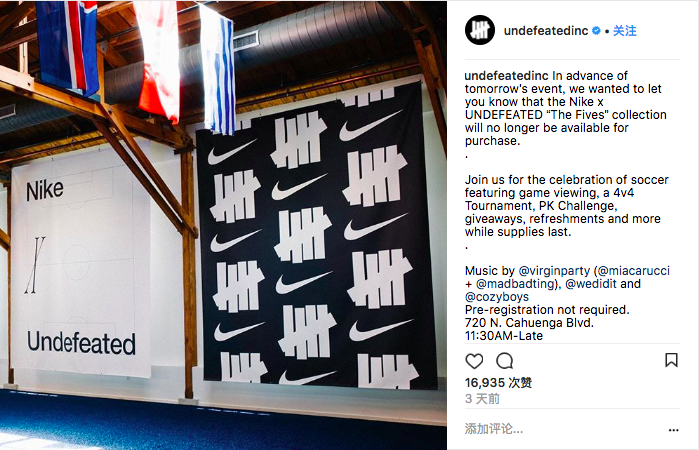 Nike
X
Undefeated
undefeatedinc • 关注
undefeatedinc In advance of
tomorrow's event, we wanted to let
you know that the Nike x
UNDEFEATED “The Fives” collection
will no longer be available for
purchase.
.
Join us for the celebration of soccer
featuring game viewing, a 4v4
Tournament, PK Challenge,
giveaways, refreshments and more
while supplies last.
.
Music by @virginparty (@miacarucci
+ @madbadting), @wedidit and
@cozyboys
Pre-registration not required.
720 N. Cahuenga Blvd.
11:30AM-Late
16,935 次赞
3 天前
添加评论...